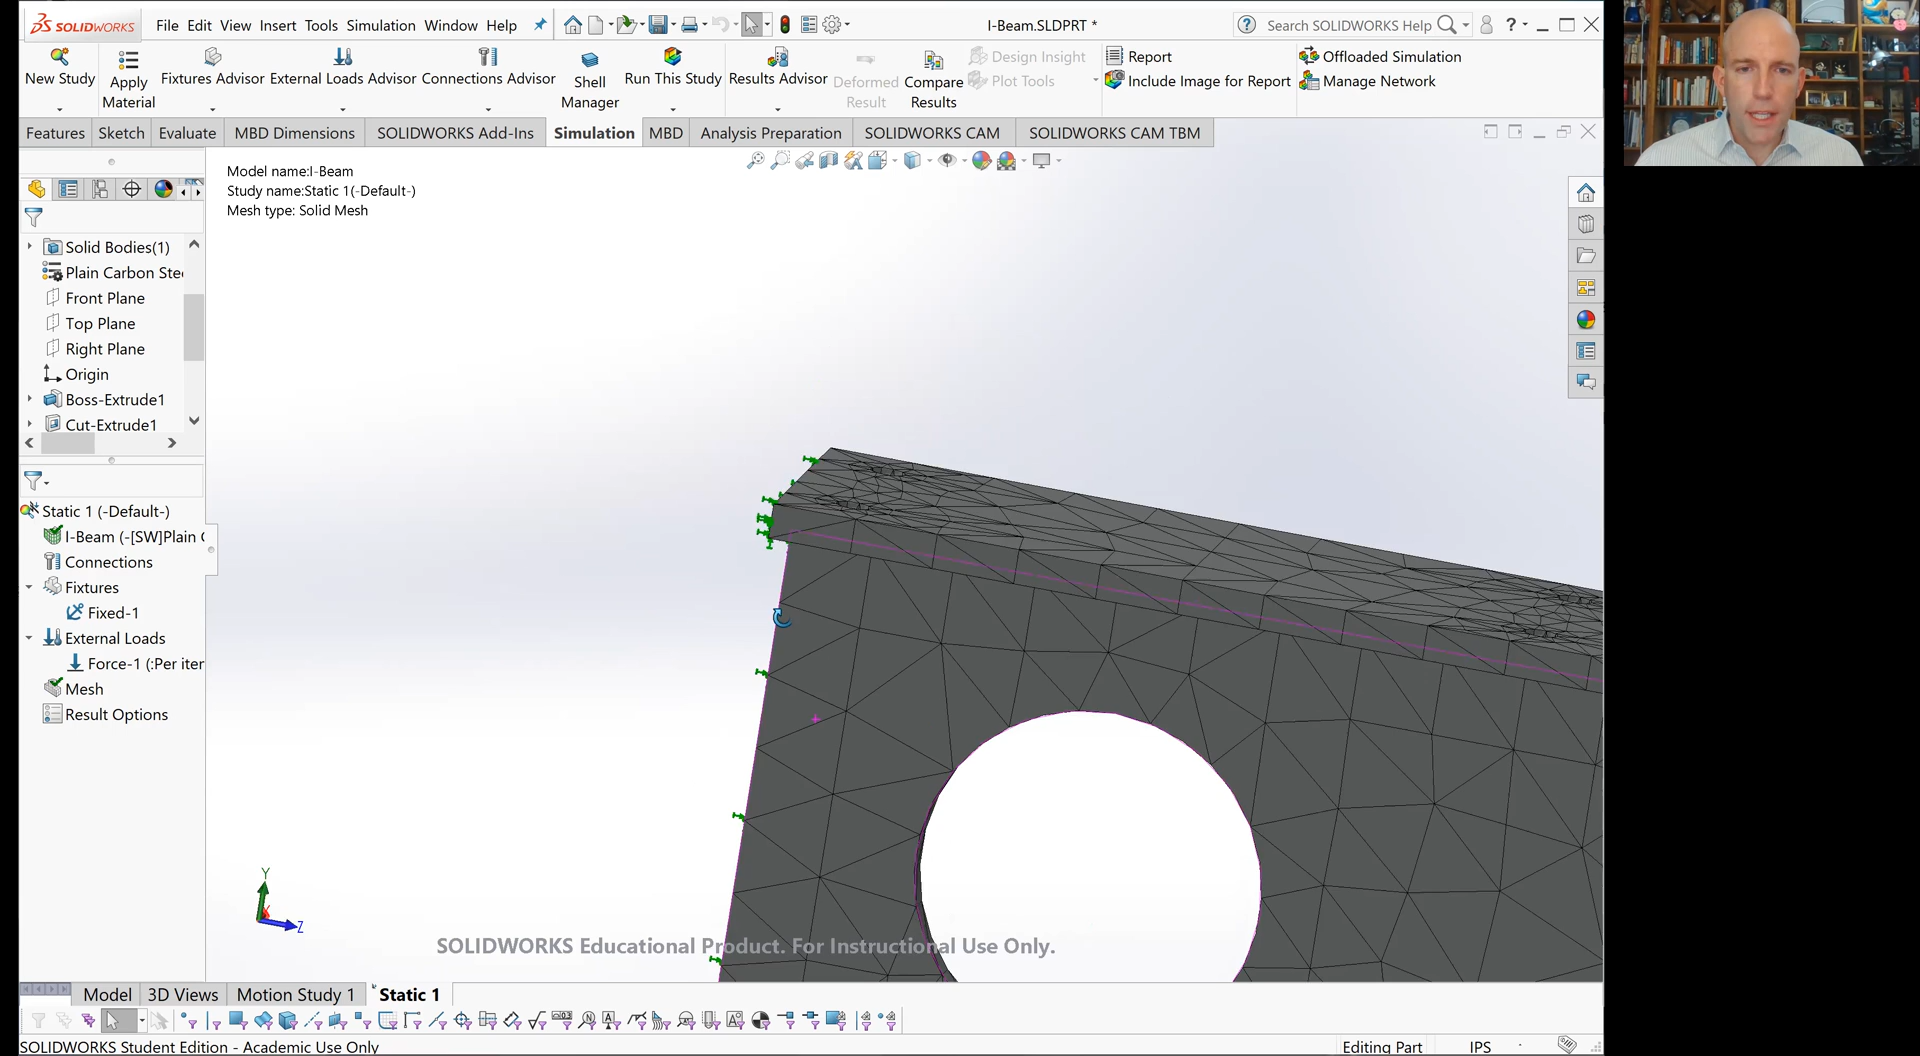 SOLIDWORKS
File Edit View Insert Tools Simulation Window Help
I-Beam.SLDPRT *
Search SOLIDWORKS Help
New Study
Apply Material
Fixtures Advisor
External Loads Advisor
Connections Advisor
Shell Manager
Run This Study
Results Advisor
Deformed Result
Compare Results
Design Insight
Plot Tools
Report
Include Image for Report
Offloaded Simulation
Manage Network
Features Sketch Evaluate MBD Dimensions SOLIDWORKS Add-Ins Simulation MBD Analysis Preparation SOLIDWORKS CAM SOLIDWORKS CAM TBM
Model name:I-Beam
Study name:Static 1(-Default-)
Mesh type: Solid Mesh
Solid Bodies(1)
Plain Carbon Stee
Front Plane
Top Plane
Right Plane
Origin
Boss-Extrude1
Cut-Extrude1
Static 1 (-Default-)
I-Beam (-[SW]Plain C
Connections
Fixtures
Fixed-1
External Loads
Force-1 (:Per iter
Mesh
Result Options
Y
X
Z
SOLIDWORKS Educational Product. For Instructional Use Only.
Model 3D Views Motion Study 1 Static 1
SOLIDWORKS Student Edition - Academic Use Only
Editing Part
IPS